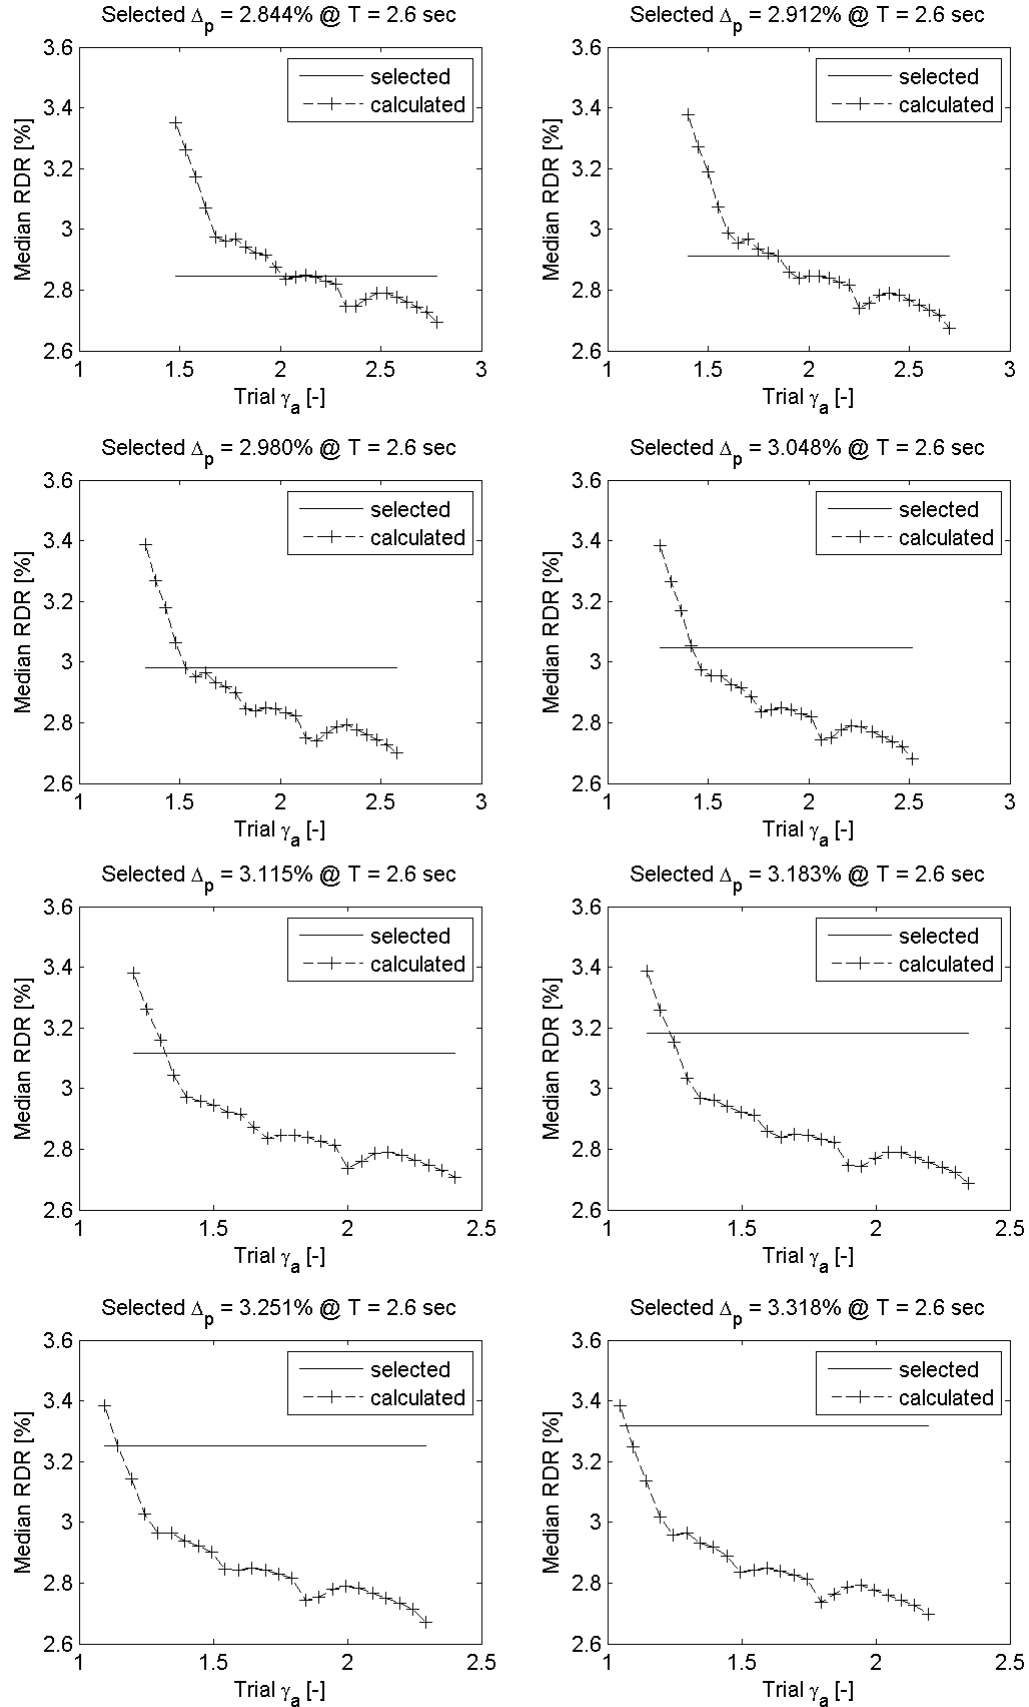 Selected Δp = 2.844% @ T = 2.6 sec
3.6
3.4
3.2
3
2.8
2.6
Median RDR [%]
selected
calculated
1
1.5
2
2.5
3
Trial γa [-]
Selected Δp = 2.912% @ T = 2.6 sec
3.6
3.4
3.2
3
2.8
2.6
Median RDR [%]
selected
calculated
1
1.5
2
2.5
3
Trial γa [-]
Selected Δp = 2.980% @ T = 2.6 sec
3.6
3.4
3.2
3
2.8
2.6
Median RDR [%]
selected
calculated
1
1.5
2
2.5
3
Trial γa [-]
Selected Δp = 3.048% @ T = 2.6 sec
3.6
3.4
3.2
3
2.8
2.6
Median RDR [%]
selected
calculated
1
1.5
2
2.5
3
Trial γa [-]
Selected Δp = 3.115% @ T = 2.6 sec
3.6
3.4
3.2
3
2.8
2.6
Median RDR [%]
selected
calculated
1
1.5
2
2.5
Trial γa [-]
Selected Δp = 3.183% @ T = 2.6 sec
3.6
3.4
3.2
3
2.8
2.6
Median RDR [%]
selected
calculated
1
1.5
2
2.5
Trial γa [-]
Selected Δp = 3.251% @ T = 2.6 sec
3.6
3.4
3.2
3
2.8
2.6
Median RDR [%]
selected
calculated
1
1.5
2
2.5
Trial γa [-]
Selected Δp = 3.318% @ T = 2.6 sec
3.6
3.4
3.2
3
2.8
2.6
Median RDR [%]
selected
calculated
1
1.5
2
2.5
Trial γa [-]